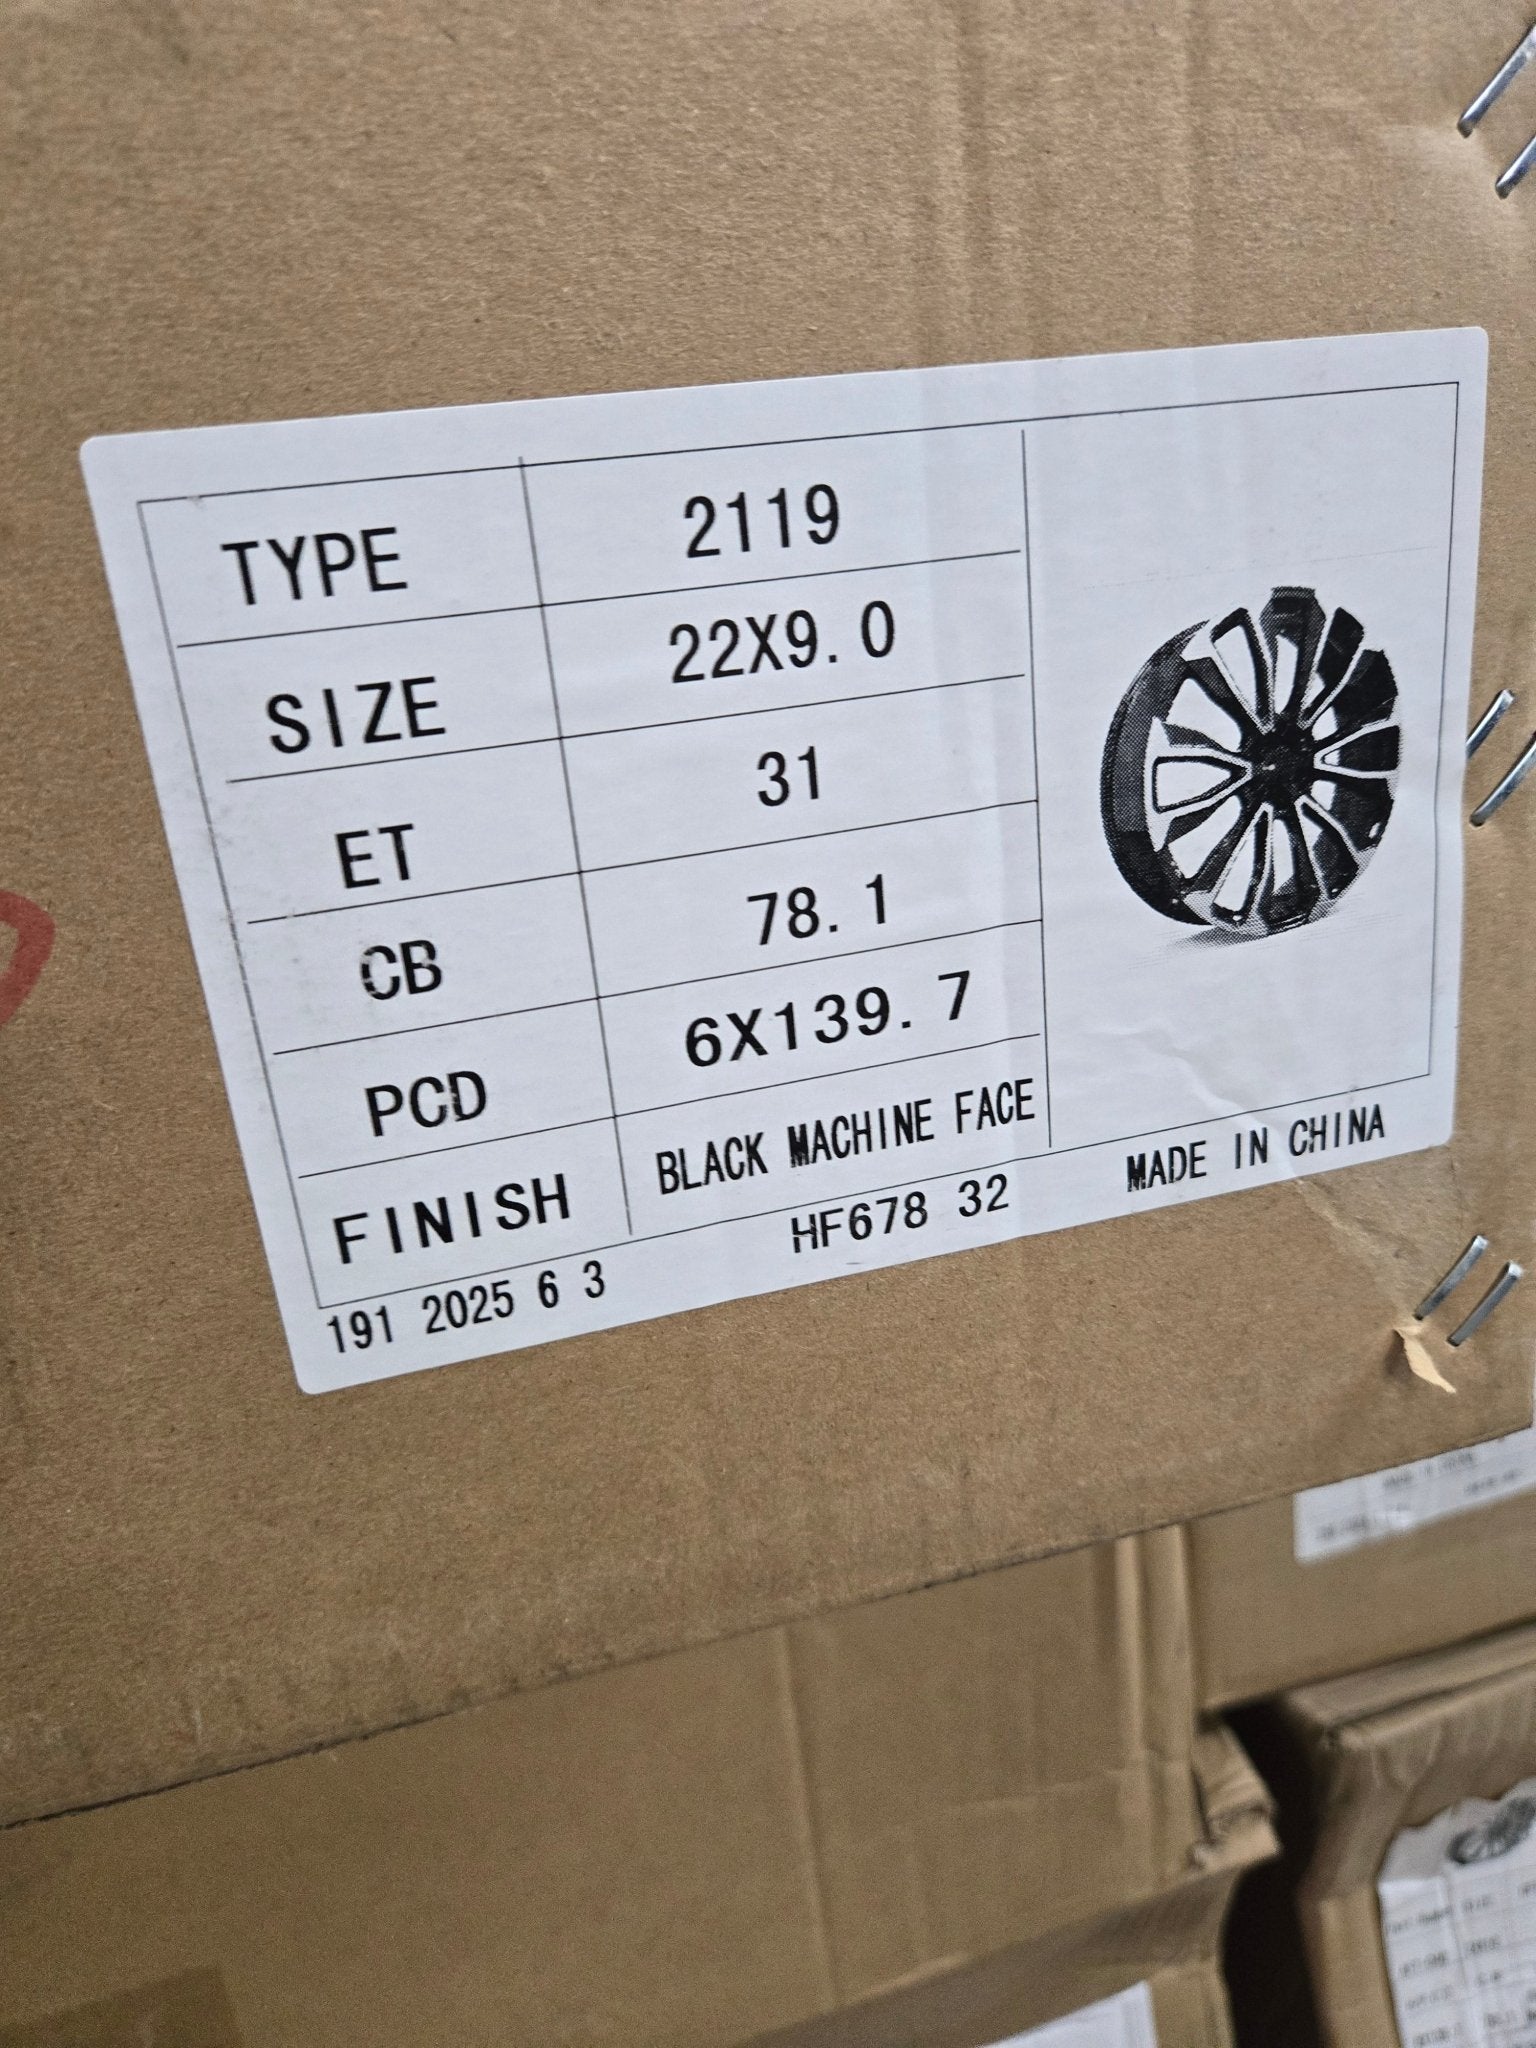 TYPE 2119
SIZE 22X9.0
ET 31
CB 78.1
PCD 6X139.7
FINISH BLACK MACHINE FACE
191 2025 6 3 HF678 32 MADE IN CHINA